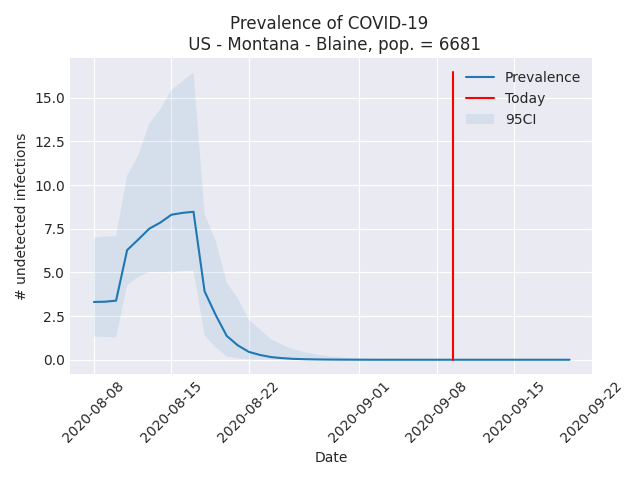 Prevalence of COVID-19
US - Montana - Blaine, pop. = 6681
Prevalence
Today
95CI
15.0
12.5
10.0
7.5
5.0
2.5
0.0
# undetected infections
2020-08-08
2020-08-15
2020-08-22
2020-09-01
2020-09-08
2020-09-15
2020-09-22
Date